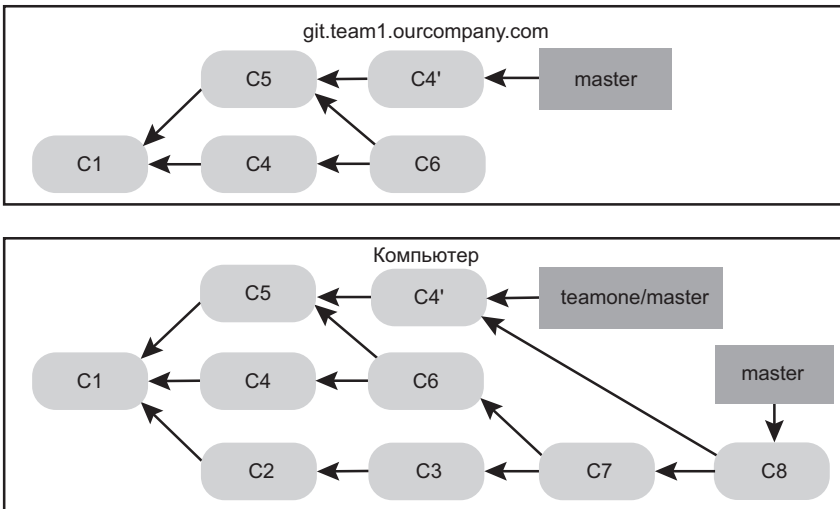 git.team1.ourcompany.com
C5
C4'
master
C1
C4
C6
Компьютер
C5
C4'
teamone/master
C1
C4
C6
master
C2
C3
C7
C8